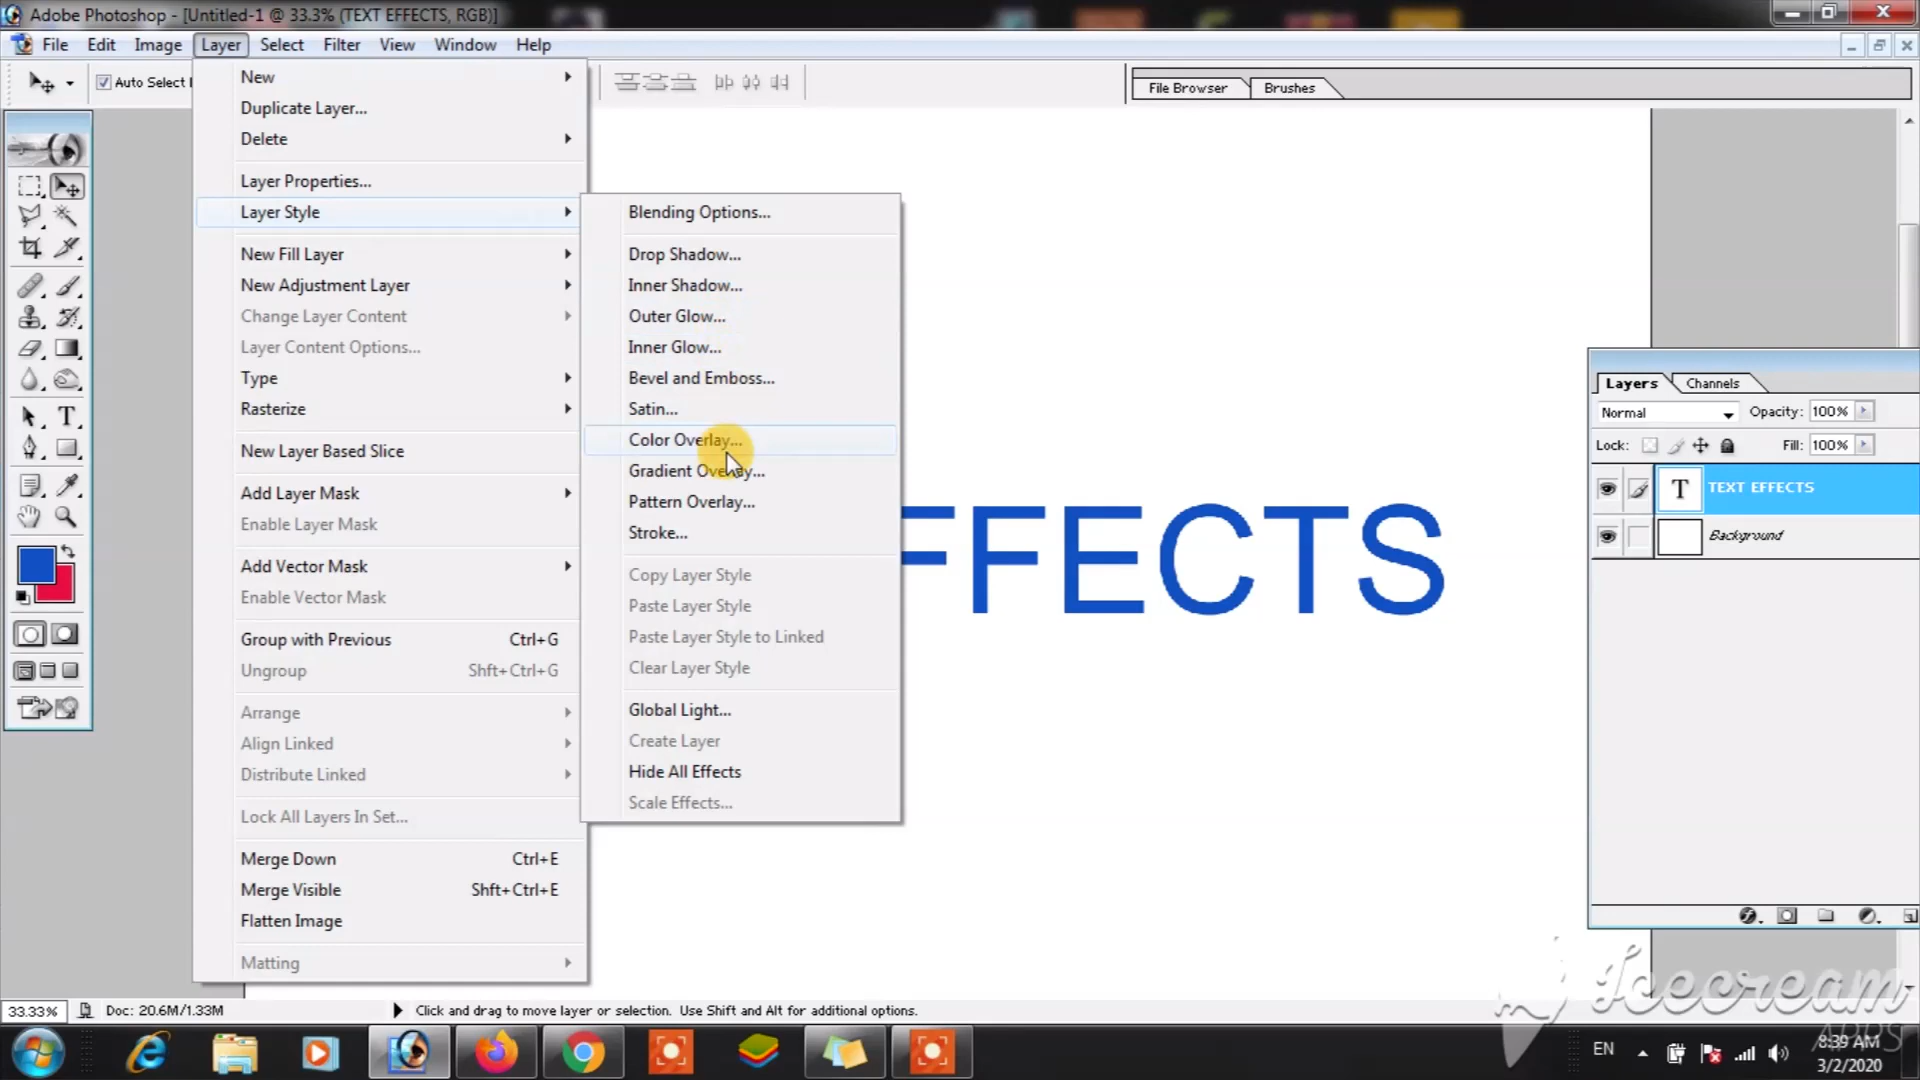 Adobe Photoshop - [Untitled-1 @ 33.3% (TEXT EFFECTS, RGB)]
File Edit Image Layer Select Filter View Window Help
Auto Select
File Browser Brushes
New
Duplicate Layer...
Delete
Layer Properties...
Layer Style
New Fill Layer
New Adjustment Layer
Change Layer Content
Layer Content Options...
Type
Rasterize
New Layer Based Slice
Add Layer Mask
Enable Layer Mask
Add Vector Mask
Enable Vector Mask
Group with Previous Ctrl+G
Ungroup Shft+Ctrl+G
Arrange
Align Linked
Distribute Linked
Lock All Layers In Set...
Merge Down Ctrl+E
Merge Visible Shft+Ctrl+E
Flatten Image
Matting
Blending Options...
Drop Shadow...
Inner Shadow...
Outer Glow...
Inner Glow...
Bevel and Emboss...
Satin...
Color Overlay...
Gradient Overlay...
Pattern Overlay...
Stroke...
Copy Layer Style
Paste Layer Style
Paste Layer Style to Linked
Clear Layer Style
Global Light...
Create Layer
Hide All Effects
Scale Effects...
FFECTS
Layers Channels
Normal Opacity: 100%
Lock: Fill: 100%
T TEXT EFFECTS
Background
Icecream
APPS
33.33% Doc: 20.6M/1.33M Click and drag to move layer or selection. Use Shift and Alt for additional options.
EN
8:39 AM
3/2/2020